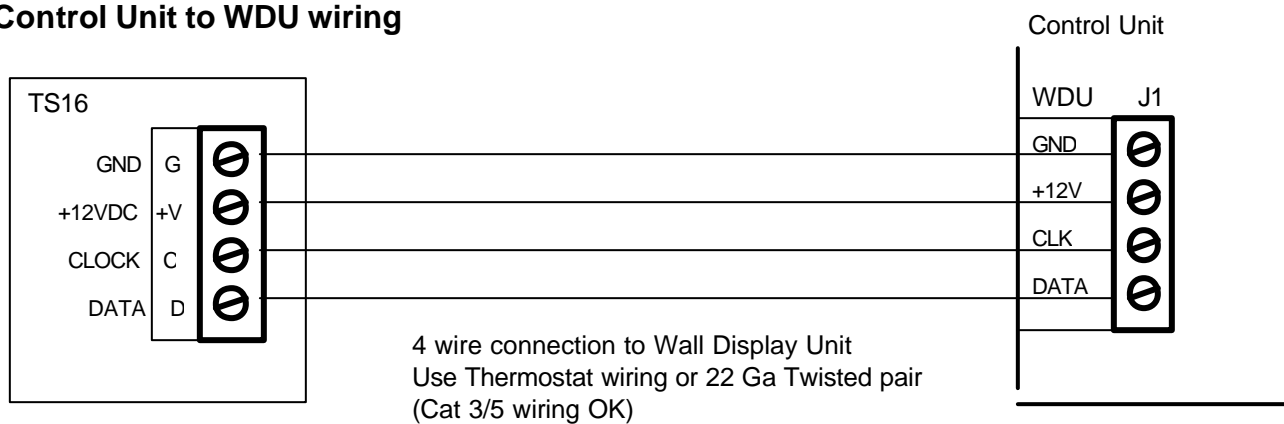 Control Unit to WDU wiring
Control Unit
TS16
WDU J1
GND G
GND
+12VDC +V
+12V
CLOCK C
CLK
DATA D
DATA
4 wire connection to Wall Display Unit
Use Thermostat wiring or 22 Ga Twisted pair
(Cat 3/5 wiring OK)